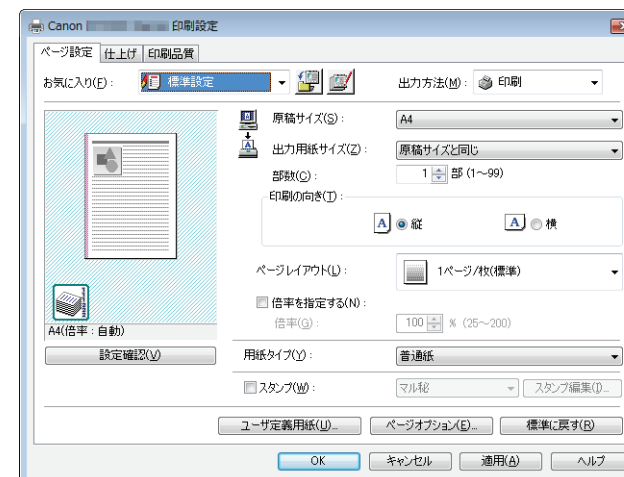 Canon 印刷設定
ページ設定 仕上げ 印刷品質
お気に入り(F): 標準設定 出力方法(M): 印刷
原稿サイズ(S): A4
出力用紙サイズ(Z): 原稿サイズと同じ
部数(C): 1 部 (1～99)
印刷の向き(T):
A 縦 A 横
ページレイアウト(L): 1ページ/枚(標準)
倍率を指定する(N):
倍率(G): 100 % (25～200)
A4(倍率:自動)
設定確認(V) 用紙タイプ(Y): 普通紙
スタンプ(W): マル秘 スタンプ編集(I)...
ユーザ定義用紙(U)... ページオプション(E)... 標準に戻す(R)
OK キャンセル 適用(A) ヘルプ